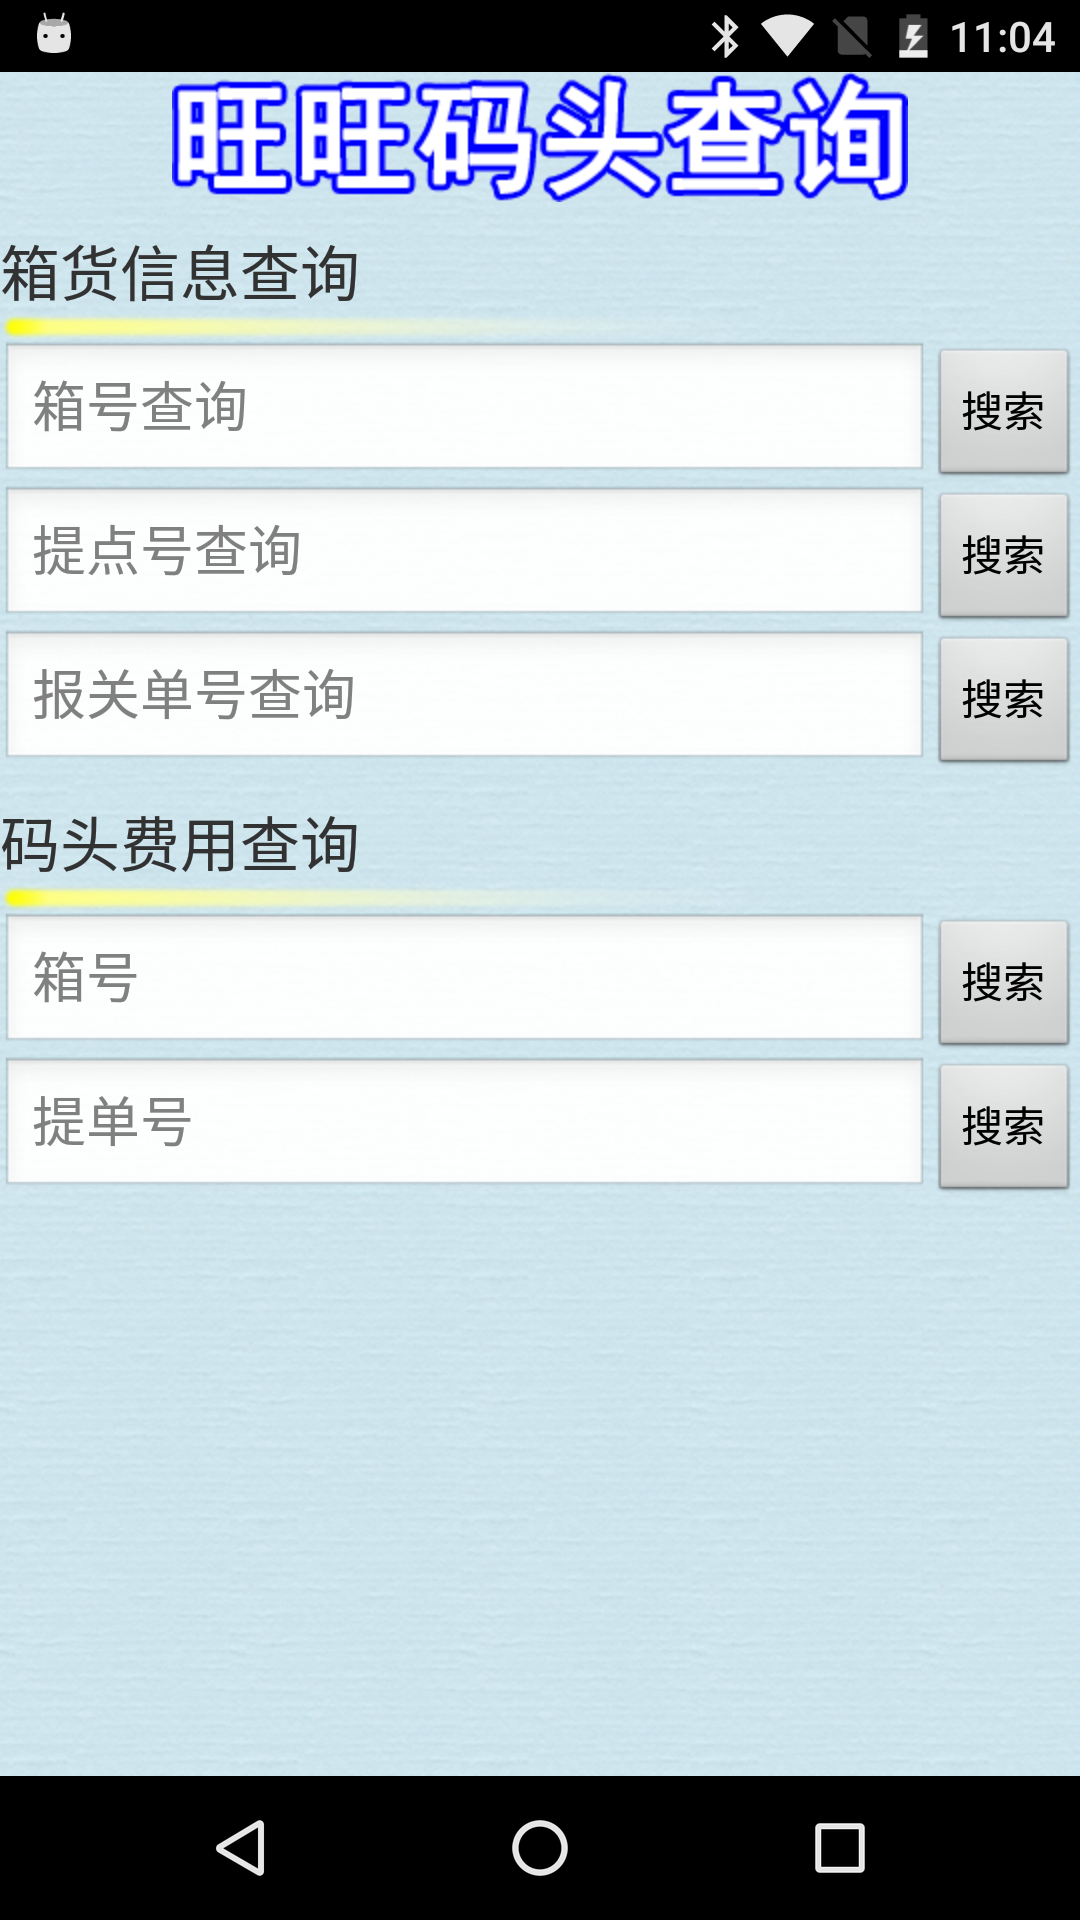 11:04
旺旺码头查询
箱货信息查询
箱号查询
搜索
提点号查询
搜索
报关单号查询
搜索
码头费用查询
箱号
搜索
提单号
搜索